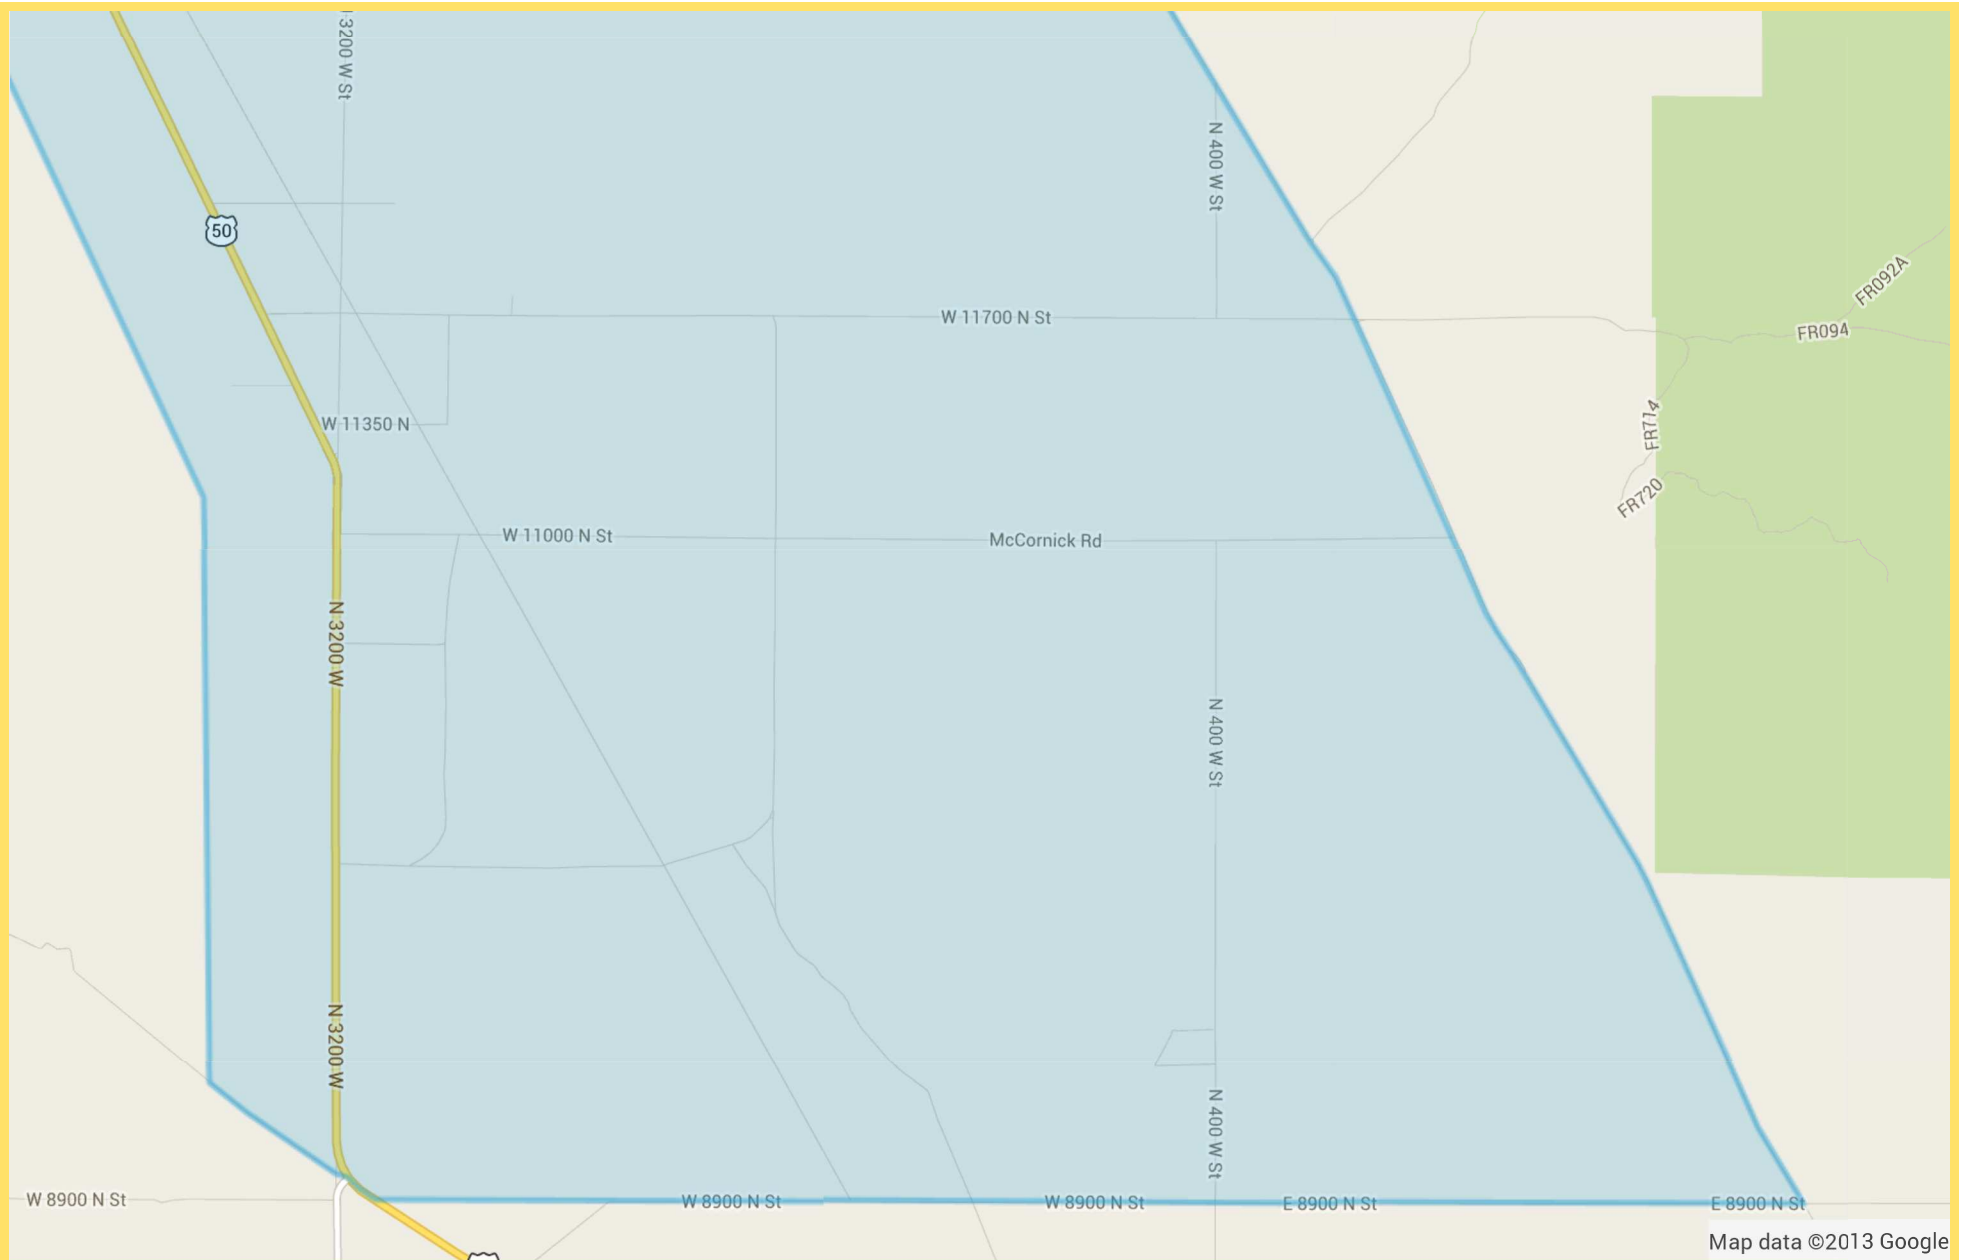 N 3200 W St
N 400 W St
50
FR092A
W 11700 N St
FR094
W 11350 N
FR714
FR720
W 11000 N St
McCornick Rd
N 3200 W
N 400 W St
N 3200 W
N 400 W St
W 8900 N St
W 8900 N St
W 8900 N St
E 8900 N St
E 8900 N St
Map data ©2013 Google